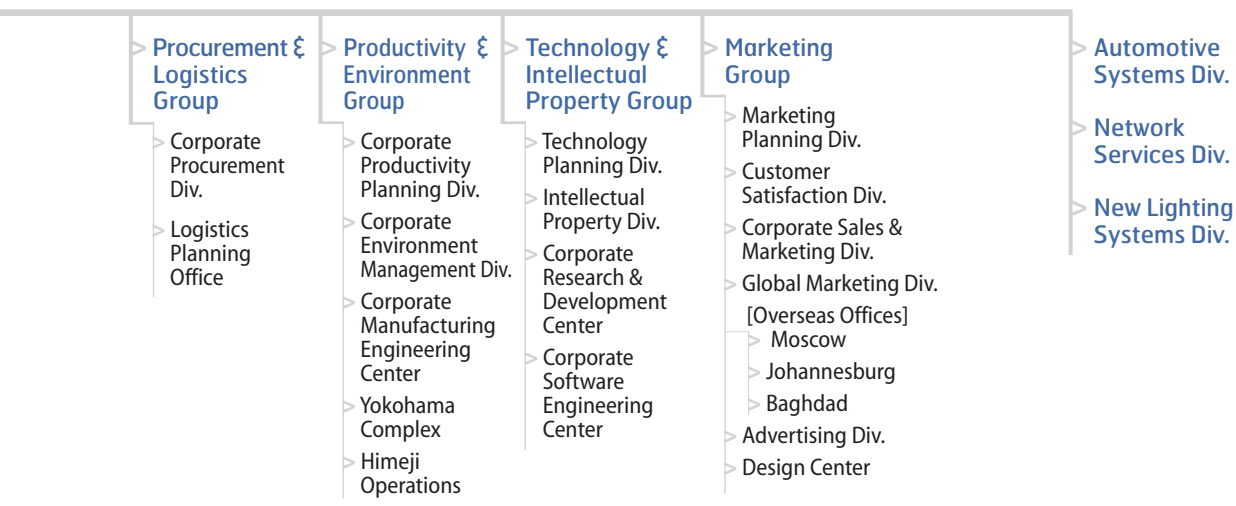 Procurement &
Logistics
Group
Corporate
Procurement
Div.
Logistics
Planning
Office
Productivity &
Environment
Group
Corporate
Productivity
Planning Div.
Corporate
Environment
Management Div.
Corporate
Manufacturing
Engineering
Center
Yokohama
Complex
Himeji
Operations
Technology &
Intellectual
Property Group
Technology
Planning Div.
Intellectual
Property Div.
Corporate
Research &
Development
Center
Corporate
Software
Engineering
Center
Marketing
Group
Marketing
Planning Div.
Customer
Satisfaction Div.
Corporate Sales &
Marketing Div.
Global Marketing Div.
[Overseas Offices]
Moscow
Johannesburg
Baghdad
Advertising Div.
Design Center
Automotive
Systems Div.
Network
Services Div.
New Lighting
Systems Div.